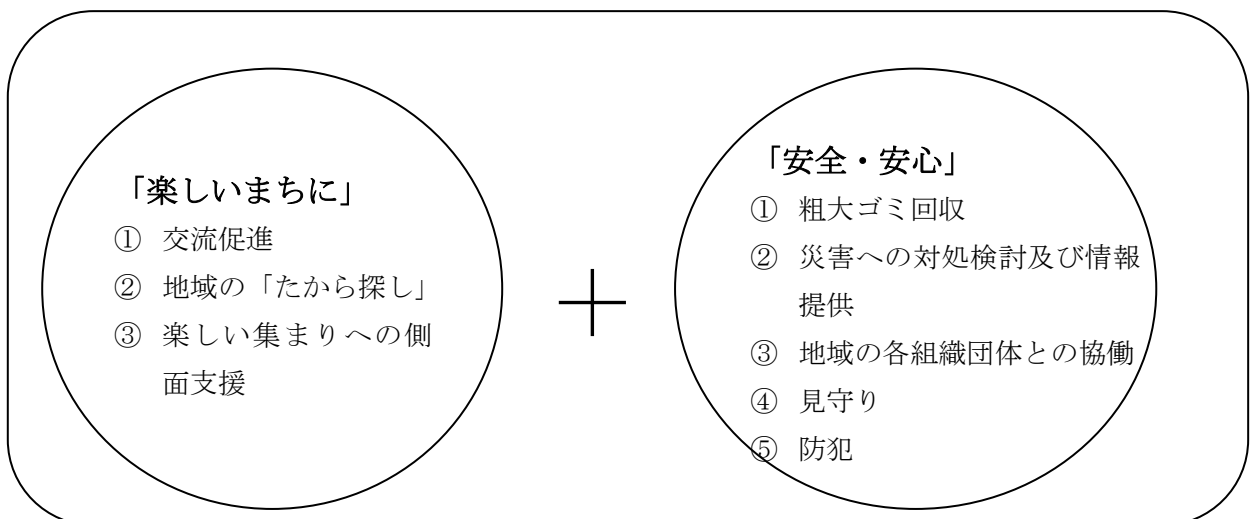 「楽しいまちに」
① 交流促進
② 地域の「たから探し」
③ 楽しい集まりへの側
面支援
＋
「安全・安心」
① 粗大ゴミ回収
② 災害への対処検討及び情報
提供
③ 地域の各組織団体との協働
④ 見守り
⑤ 防犯